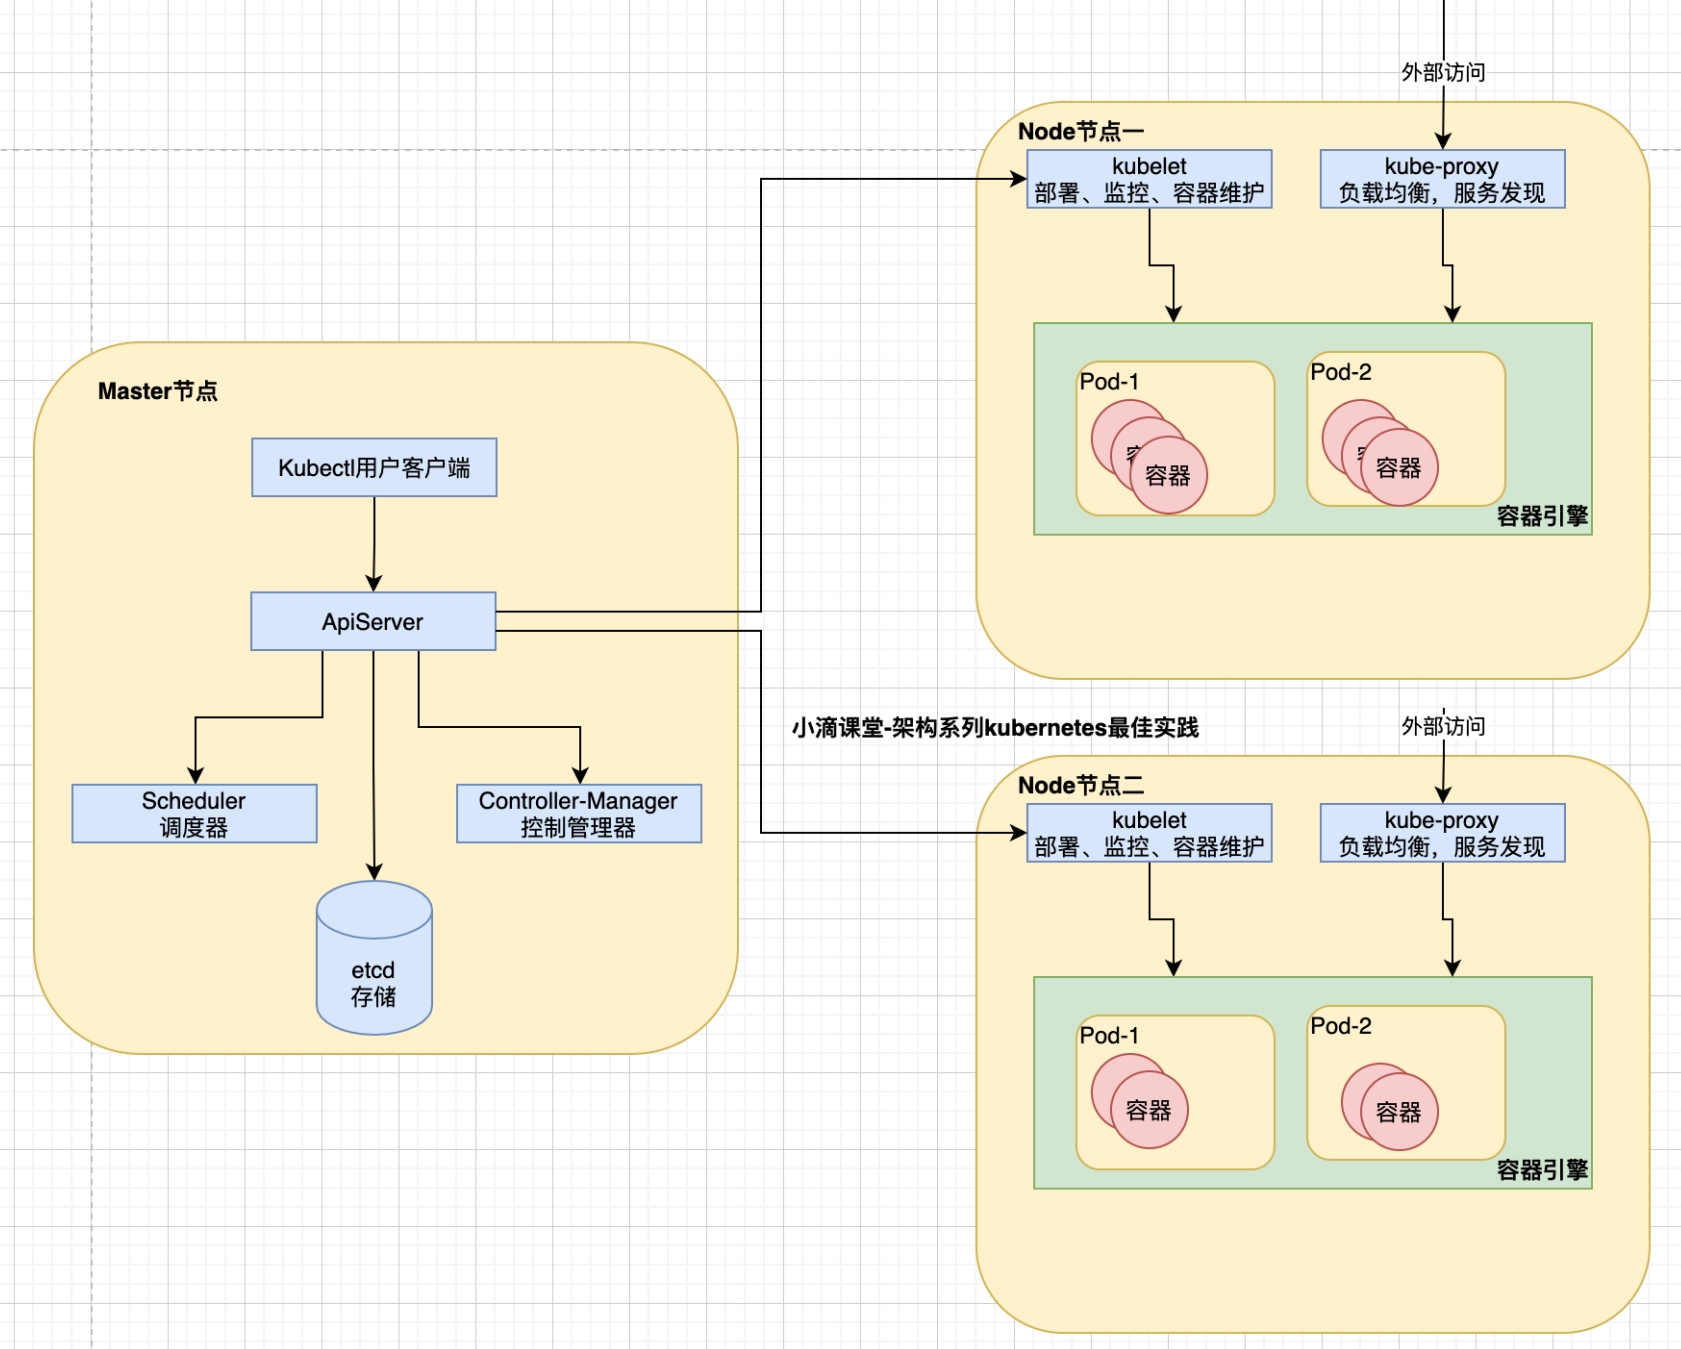 Master节点
Kubectl用户客户端
ApiServer
Scheduler
调度器
Controller-Manager
控制管理器
etcd
存储
外部访问
Node节点一
kubelet
部署、监控、容器维护
kube-proxy
负载均衡，服务发现
Pod-1
容
容器
Pod-2
容
容器
容器引擎
小滴课堂-架构系列kubernetes最佳实践
外部访问
Node节点二
kubelet
部署、监控、容器维护
kube-proxy
负载均衡，服务发现
Pod-1
容器
Pod-2
容器
容器引擎